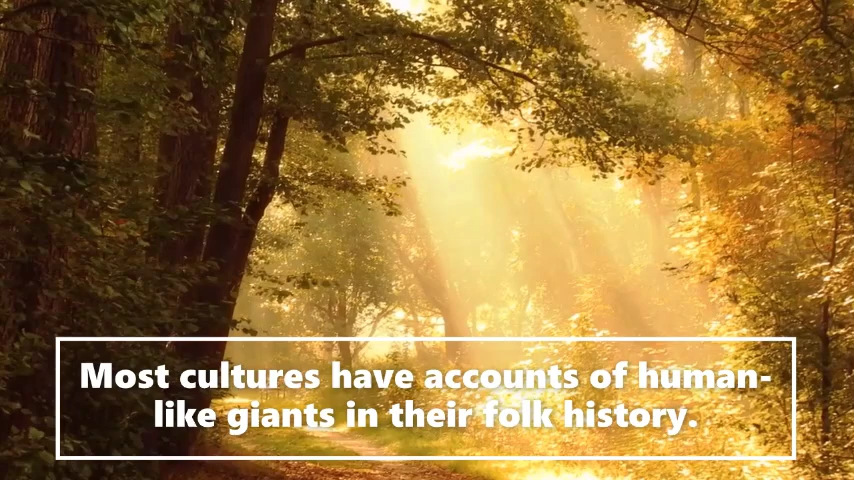 Most cultures have accounts of human-
like giants in their folk history.